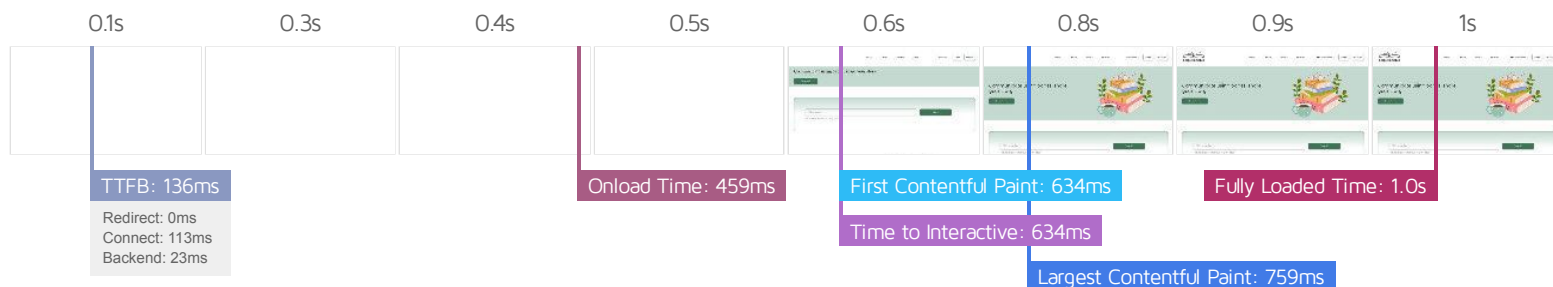 0.1s 0.3s 0.4s 0.5s 0.6s 0.8s 0.9s 1s
TTFB: 136ms
Redirect: 0ms
Connect: 113ms
Backend: 23ms
Onload Time: 459ms
First Contentful Paint: 634ms
Time to Interactive: 634ms
Largest Contentful Paint: 759ms
Fully Loaded Time: 1.0s